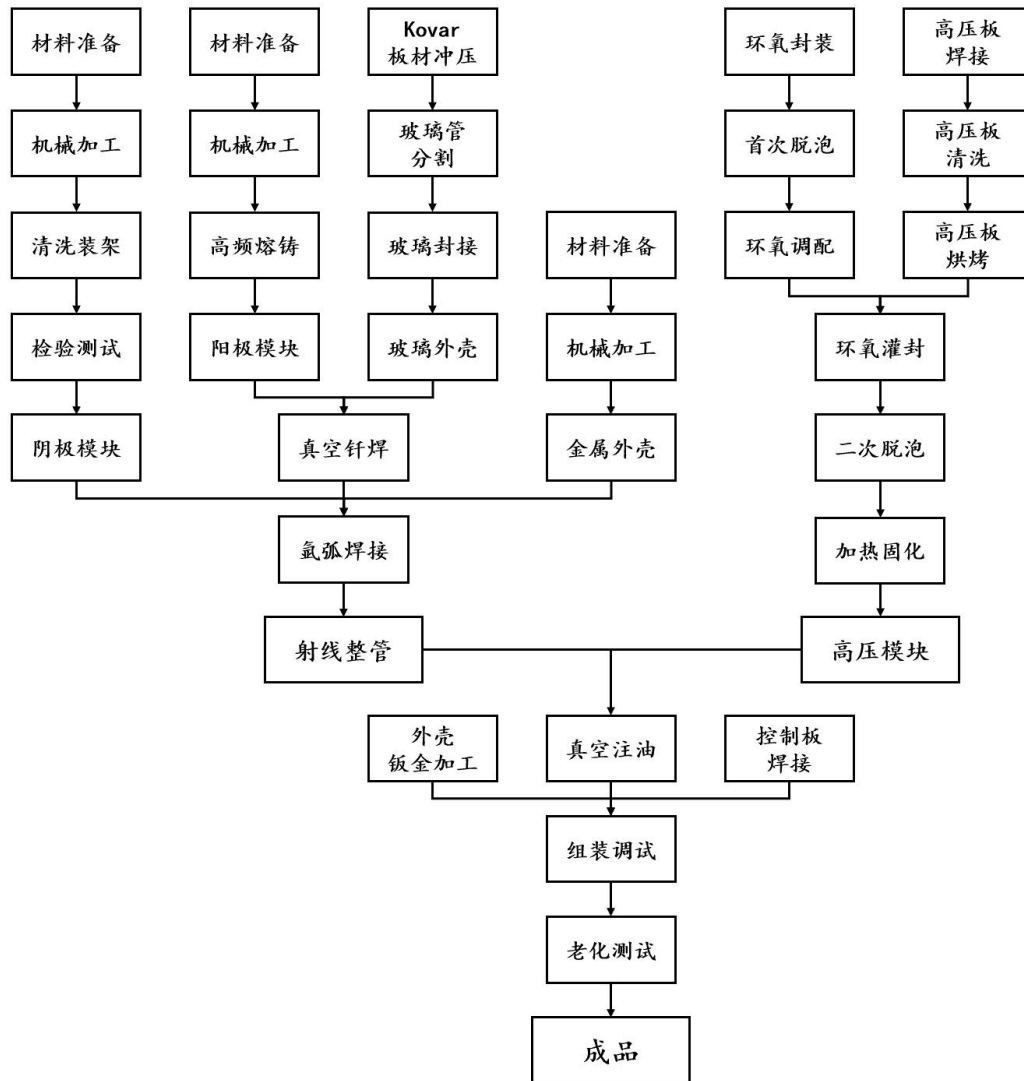 材料准备
材料准备
Kovar
板材冲压
环氧封装
高压板
焊接
机械加工
机械加工
玻璃管
分割
首次脱泡
高压板
清洗
清洗装架
高频熔铸
玻璃封接
材料准备
环氧调配
高压板
烘烤
检验测试
阳极模块
玻璃外壳
机械加工
环氧灌封
阴极模块
真空钎焊
金属外壳
二次脱泡
氩弧焊接
加热固化
射线整管
高压模块
外壳
钣金加工
真空注油
控制板
焊接
组装调试
老化测试
成品